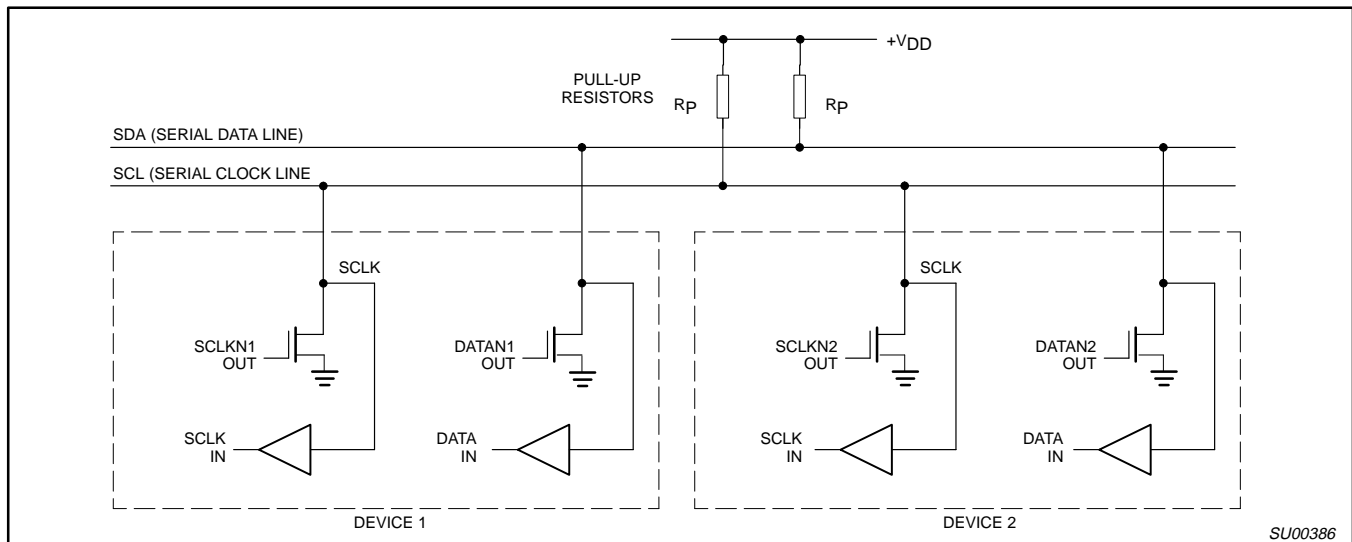 +VDD
PULL-UP
RESISTORS
RP
RP
SDA (SERIAL DATA LINE)
SCL (SERIAL CLOCK LINE
SCLK
SCLK
SCLKN1
OUT
DATAN1
OUT
SCLKN2
OUT
DATAN2
OUT
SCLK
IN
DATA
IN
SCLK
IN
DATA
IN
DEVICE 1
DEVICE 2
SU00386